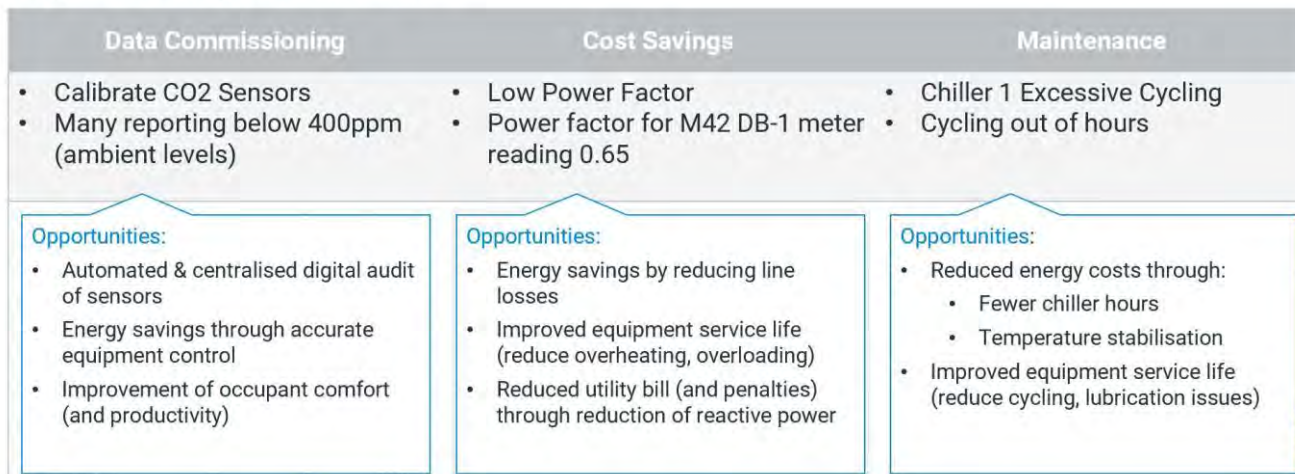 Data Commissioning
Cost Savings
Maintenance
• Calibrate CO2 Sensors
• Many reporting below 400ppm
(ambient levels)
• Low Power Factor
• Power factor for M42 DB-1 meter
reading 0.65
• Chiller 1 Excessive Cycling
• Cycling out of hours
Opportunities:
• Automated & centralised digital audit
of sensors
• Energy savings through accurate
equipment control
• Improvement of occupant comfort
(and productivity)
Opportunities:
• Energy savings by reducing line
losses
• Improved equipment service life
(reduce overheating, overloading)
• Reduced utility bill (and penalties)
through reduction of reactive power
Opportunities:
• Reduced energy costs through:
• Fewer chiller hours
• Temperature stabilisation
• Improved equipment service life
(reduce cycling, lubrication issues)